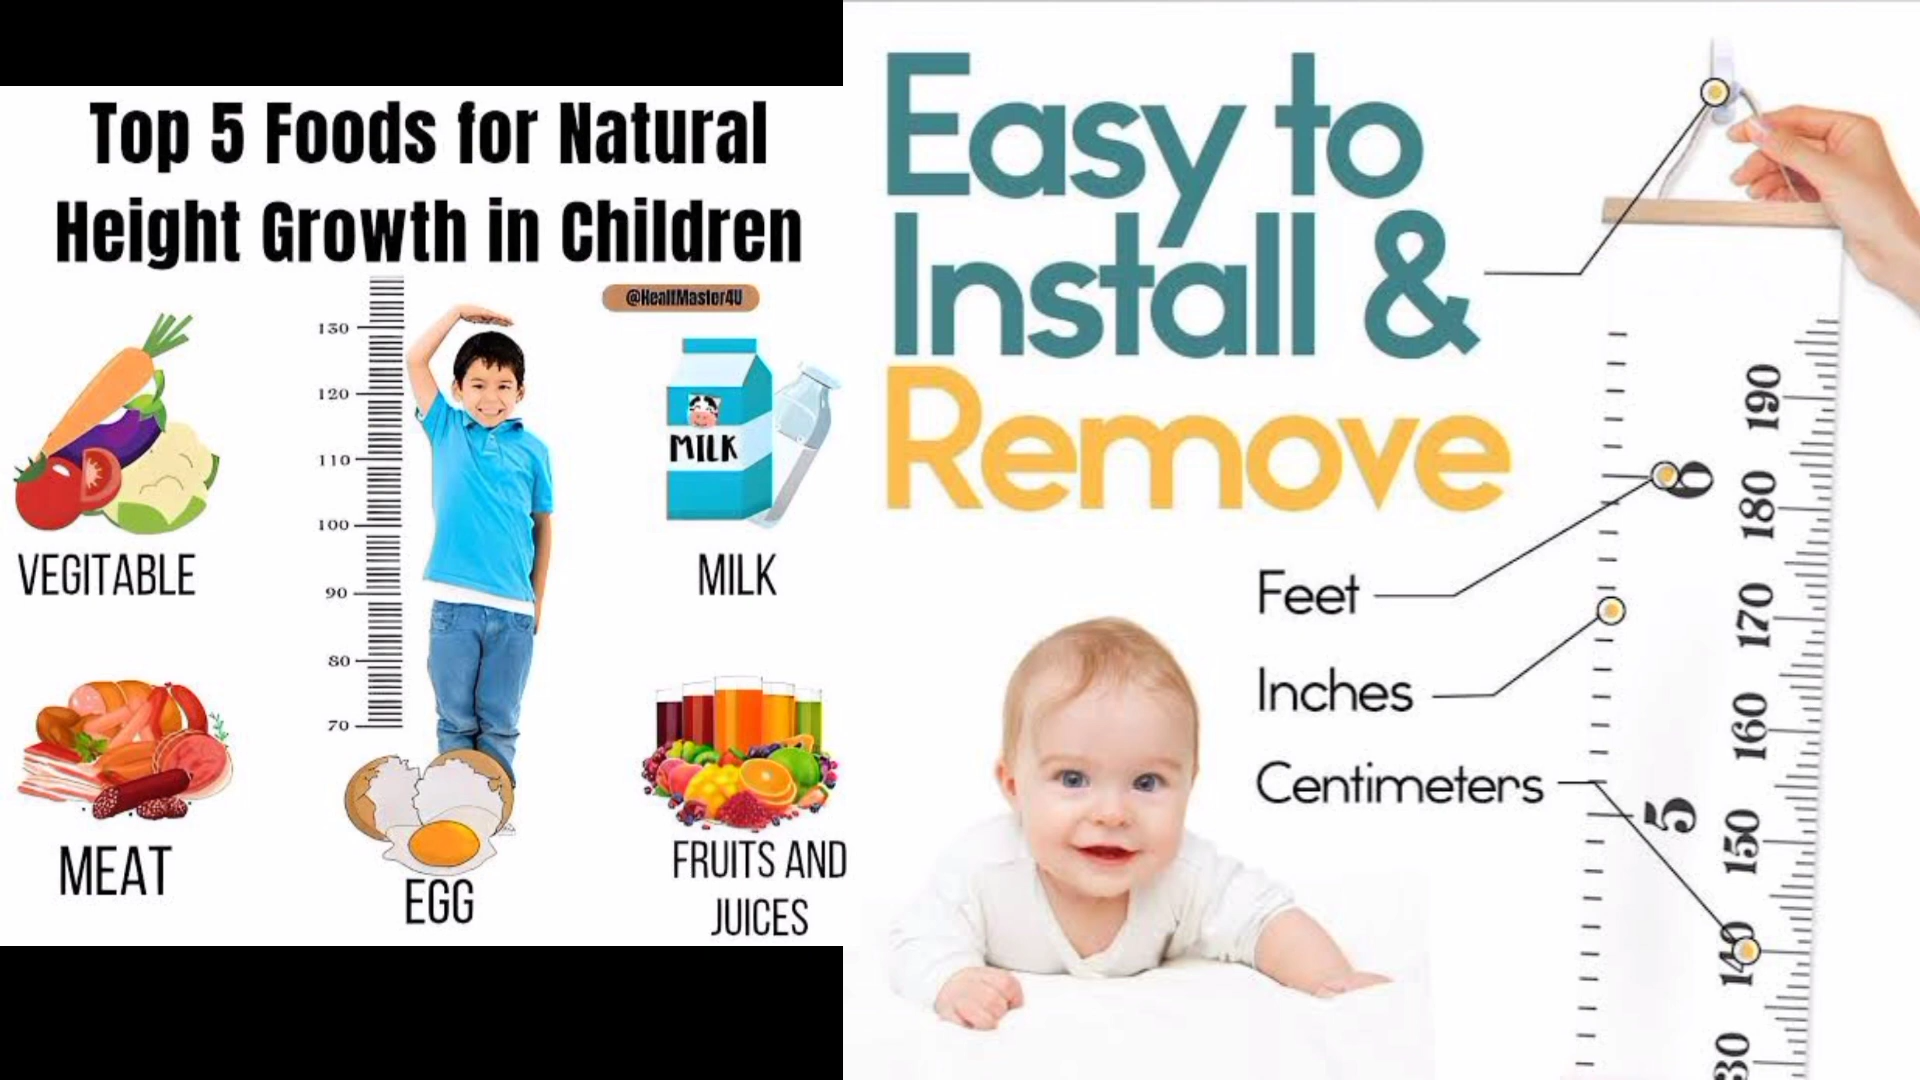 Top 5 Foods for Natural
Height Growth in Children
@HealtMaster4U
130
120
110
100
90
80
70
MILK
VEGITABLE
MILK
MEAT
EGG
FRUITS AND
JUICES
Easy to
Install &
Remove
Feet
Inches
Centimeters
6
5
190
180
170
160
150
140
30